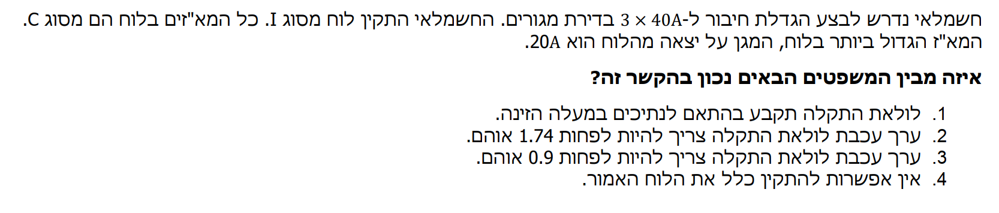 חשמלאי נדרש לבצע הגדלת חיבור ל-3 × 40A בדירת מגורים. החשמלאי התקין לוח מסוג I. כל המא"זים בלוח הם מסוג C.
המא"ז הגדול ביותר בלוח, המגן על יצאה מהלוח הוא 20A.
איזה מבין המשפטים הבאים נכון בהקשר זה?
1. לולאת התקלה תקבע בהתאם לנתיכים במעלה הזינה.
2. ערך עכבת לולאת התקלה צריך להיות לפחות 1.74 אוהם.
3. ערך עכבת לולאת התקלה צריך להיות לפחות 0.9 אוהם.
4. אין אפשרות להתקין כלל את הלוח האמור.